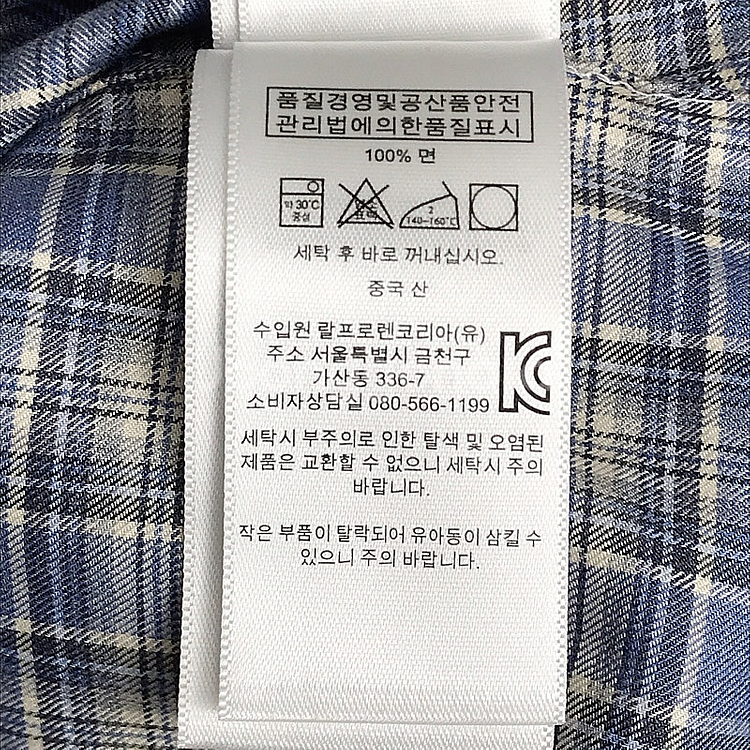 품질경영및공산품안전
관리법에의한품질표시
100% 면
약 30℃
중성
표백
2
140~160℃
세탁 후 바로 꺼내십시오.
중국 산
수입원 랄프로렌코리아(유)
주소 서울특별시 금천구
가산동 336-7
소비자상담실 080-566-1199
세탁시 부주의로 인한 탈색 및 오염된
제품은 교환할 수 없으니 세탁시 주의
바랍니다.
작은 부품이 탈락되어 유아동이 삼킬 수
있으니 주의 바랍니다.